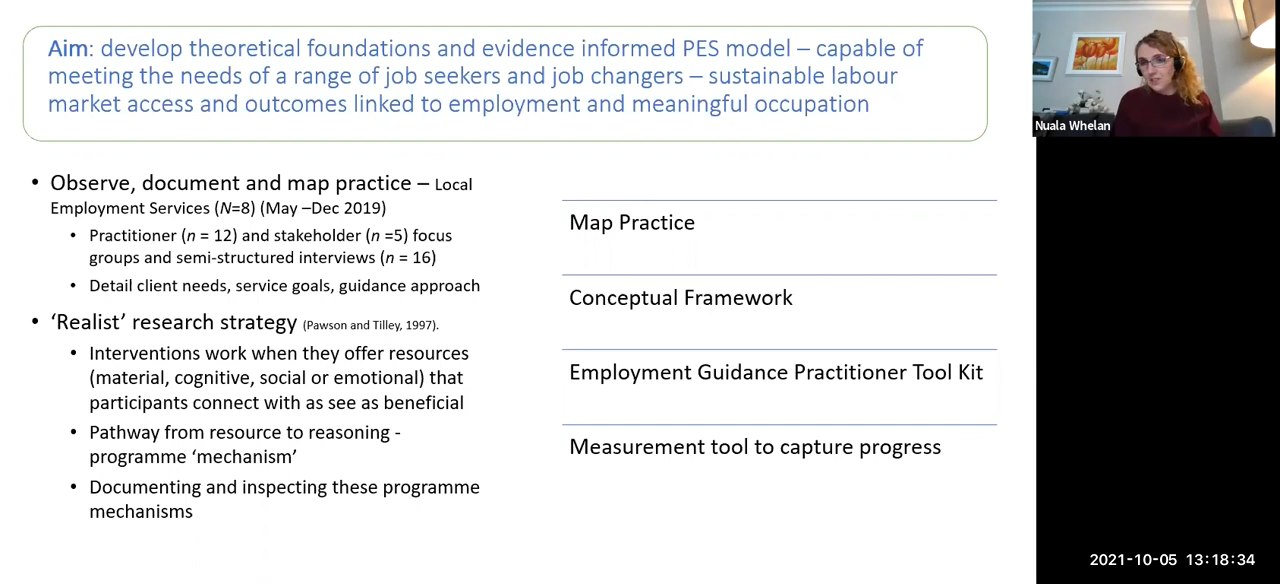 Aim: develop theoretical foundations and evidence informed PES model – capable of
meeting the needs of a range of job seekers and job changers – sustainable labour
market access and outcomes linked to employment and meaningful occupation
• Observe, document and map practice – Local
Employment Services (N=8) (May –Dec 2019)
• Practitioner (n = 12) and stakeholder (n =5) focus
groups and semi-structured interviews (n = 16)
• Detail client needs, service goals, guidance approach
• ‘Realist’ research strategy (Pawson and Tilley, 1997).
• Interventions work when they offer resources
(material, cognitive, social or emotional) that
participants connect with as see as beneficial
• Pathway from resource to reasoning -
programme ‘mechanism’
• Documenting and inspecting these programme
mechanisms
Map Practice
Conceptual Framework
Employment Guidance Practitioner Tool Kit
Measurement tool to capture progress
Nuala Whelan
2021-10-05 13:18:34